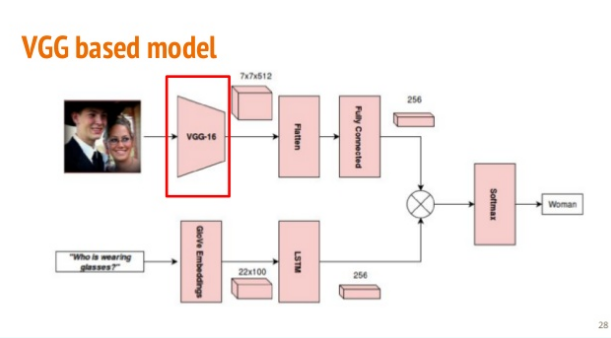 VGG based model
7x7x512
VGG-16
Flatten
Fully Connected
256
Softmax
Woman
"Who is wearing
glasses?"
GloVe Embeddings
22x100
LSTM
256
28